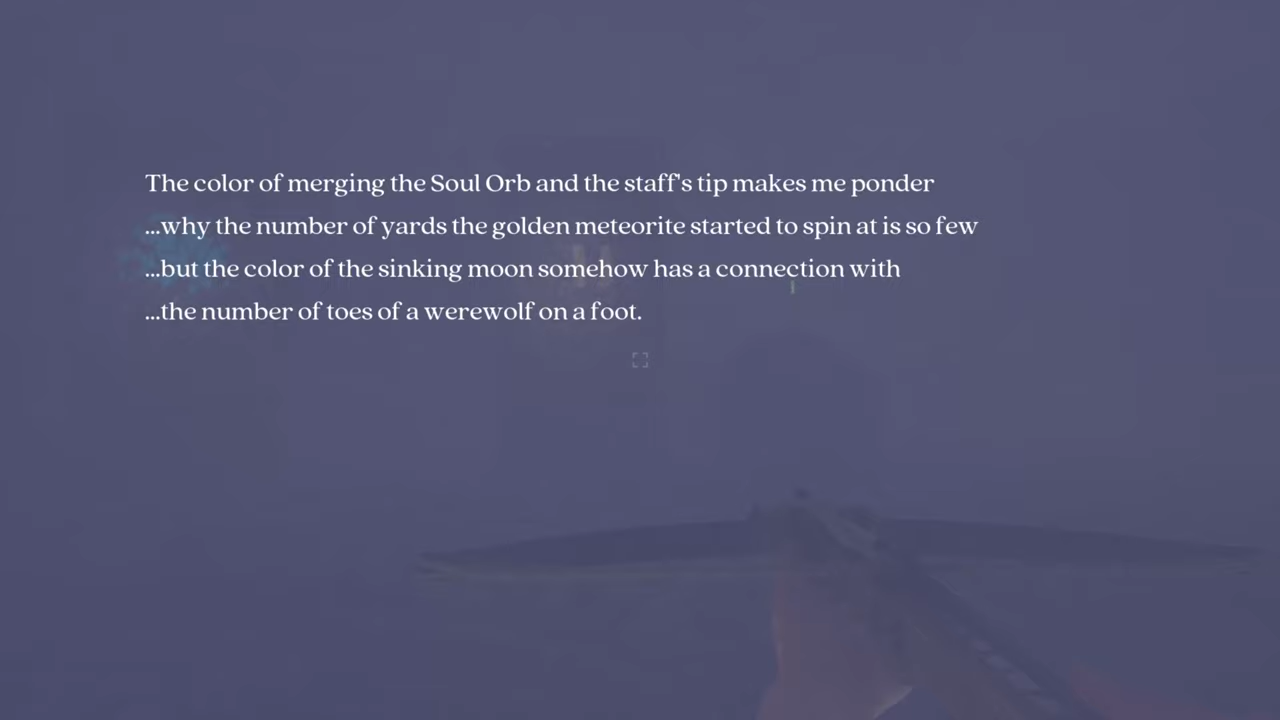 The color of merging the Soul Orb and the staff's tip makes me ponder
...why the number of yards the golden meteorite started to spin at is so few
...but the color of the sinking moon somehow has a connection with
...the number of toes of a werewolf on a foot.